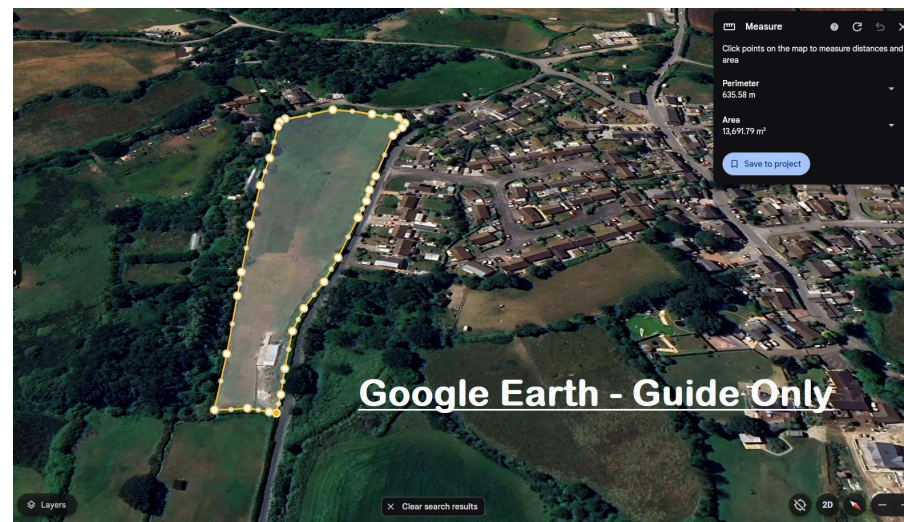 Measure
Click points on the map to measure distances and
area
Perimeter
635.58 m
Area
13,691.79 m²
Save to project
Google Earth - Guide Only
Layers
Clear search results
2D